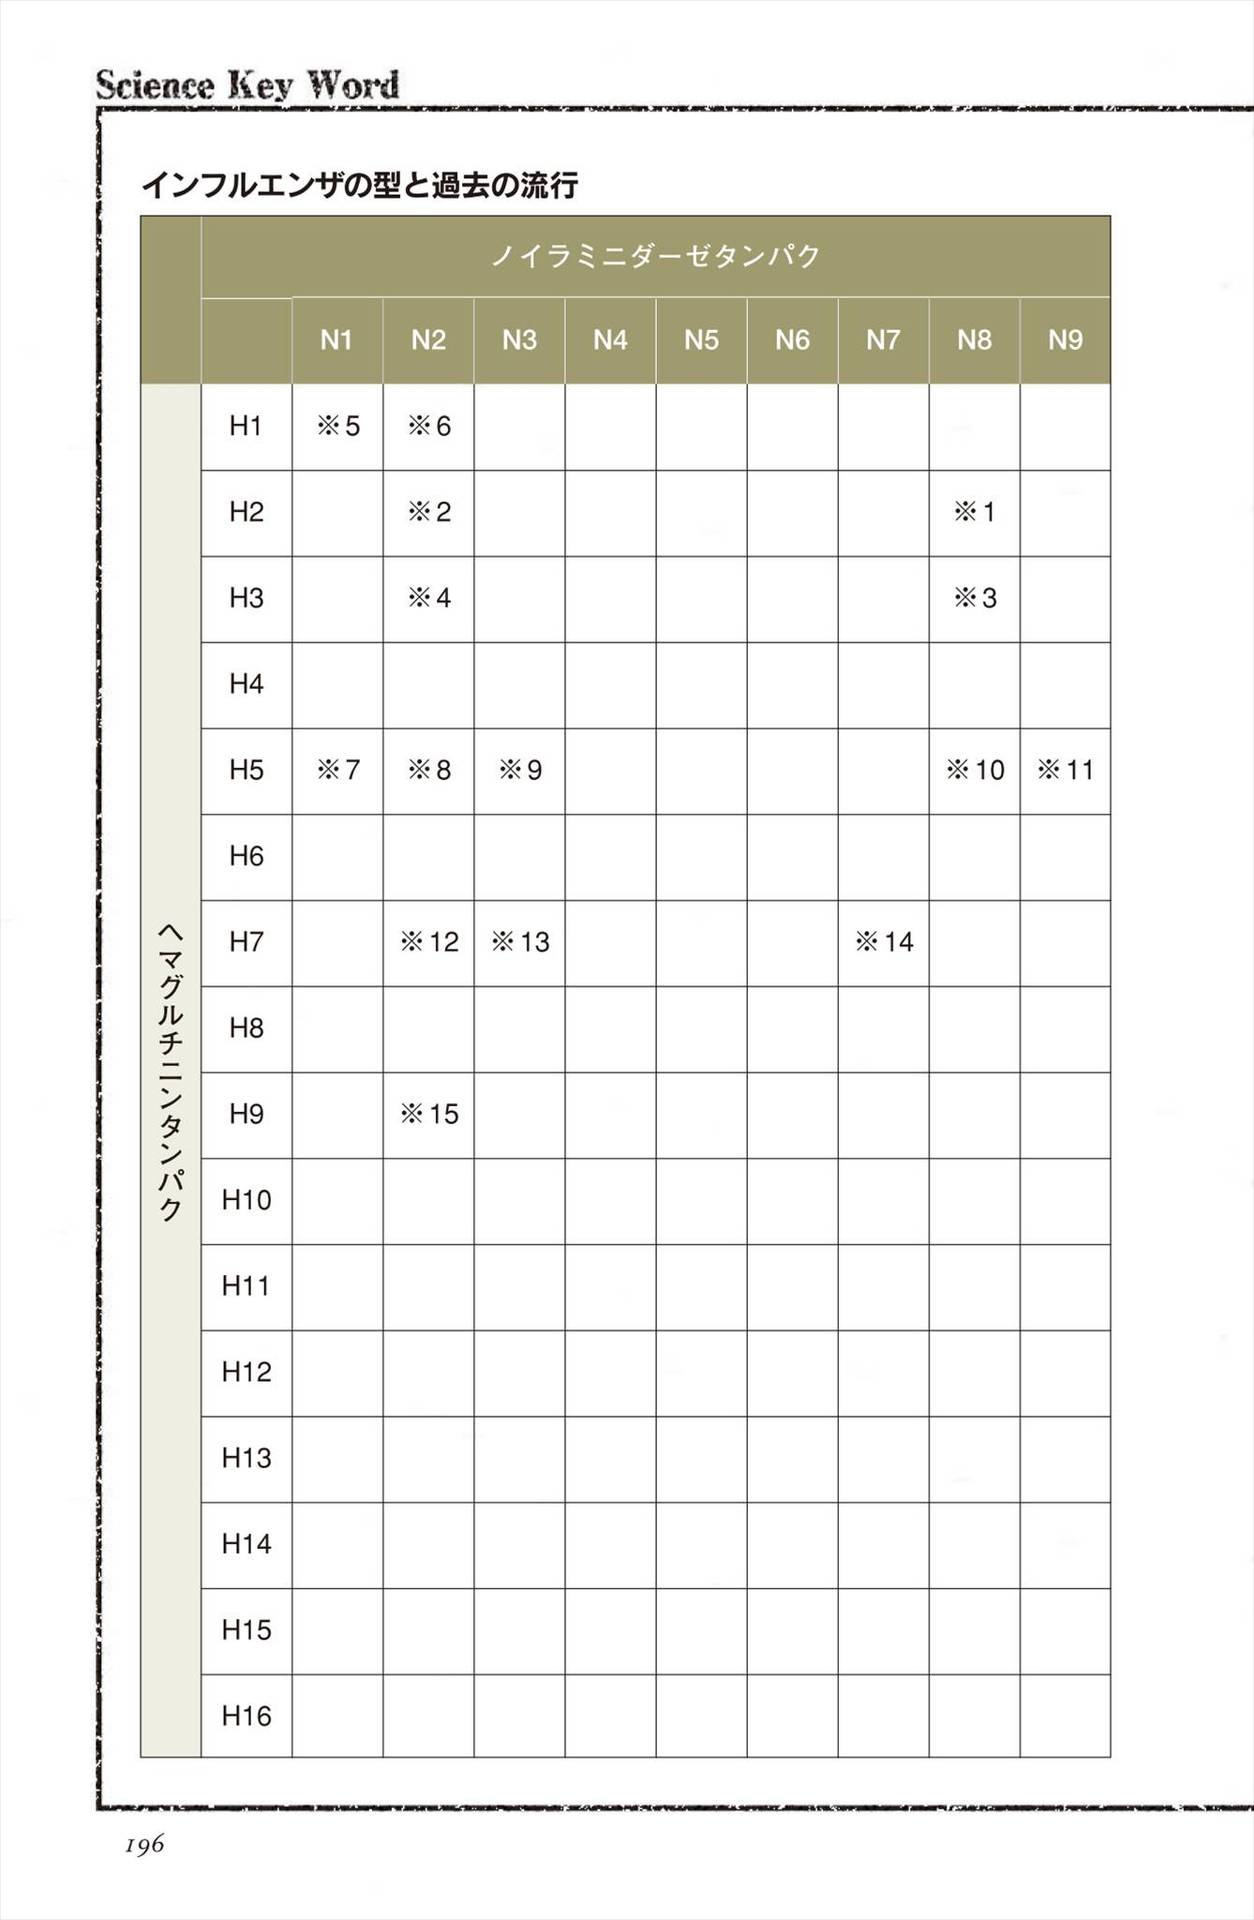 Science Key Word
インフルエンザの型と過去の流行
ノイラミニダーゼタンパク
N1 N2 N3 N4 N5 N6 N7 N8 N9
ヘマグルチニンタンパク
H1 ※5 ※6
H2 ※2 ※1
H3 ※4 ※3
H4
H5 ※7 ※8 ※9 ※10 ※11
H6
H7 ※12 ※13 ※14
H8
H9 ※15
H10
H11
H12
H13
H14
H15
H16
196